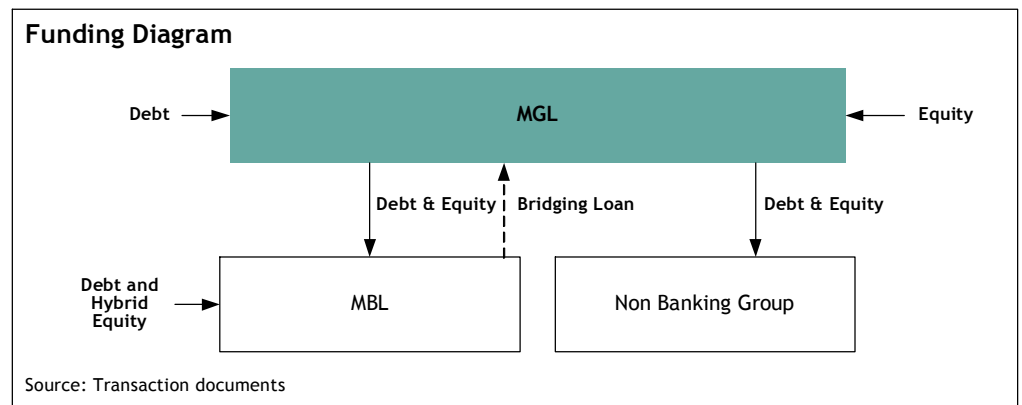 Funding Diagram
Debt
MGL
Equity
Debt & Equity
Bridging Loan
Debt & Equity
Debt and
Hybrid
Equity
MBL
Non Banking Group
Source: Transaction documents